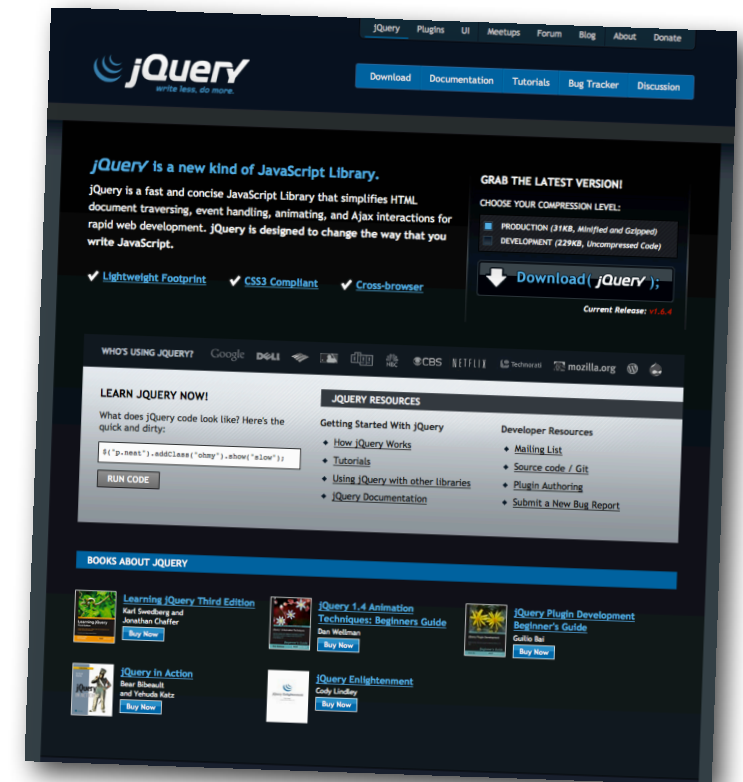 jQuery Plugins UI Meetups Forum Blog About Donate
jQuery
write less, do more.
Download Documentation Tutorials Bug Tracker Discussion
jQuery is a new kind of JavaScript Library.
jQuery is a fast and concise JavaScript Library that simplifies HTML
document traversing, event handling, animating, and Ajax interactions for
rapid web development. jQuery is designed to change the way that you
write JavaScript.
Lightweight Footprint CSS3 Compliant Cross-browser
GRAB THE LATEST VERSION!
CHOOSE YOUR COMPRESSION LEVEL:
PRODUCTION (31KB, Minified and Gzipped)
DEVELOPMENT (229KB, Uncompressed Code)
Download( jQuery );
Current Release: v1.6.4
WHO'S USING JQUERY? Google DELL digg NBC CBS NETFLIX Technorati mozilla.org
LEARN JQUERY NOW!
What does jQuery code look like? Here's the
quick and dirty:
$("p.neat").addClass("ohmy").show("slow");
RUN CODE
JQUERY RESOURCES
Getting Started With jQuery
How jQuery Works
Tutorials
Using jQuery with other libraries
jQuery Documentation
Developer Resources
Mailing List
Source code / Git
Plugin Authoring
Submit a New Bug Report
BOOKS ABOUT JQUERY
Learning jQuery Third Edition
Karl Swedberg and
Jonathan Chaffer
Buy Now
jQuery 1.4 Animation
Techniques: Beginners Guide
Dan Wellman
Buy Now
jQuery Plugin Development
Beginner's Guide
Guilio Bai
Buy Now
jQuery in Action
Bear Bibeault
and Yehuda Katz
Buy Now
jQuery Enlightenment
Cody Lindley
Buy Now